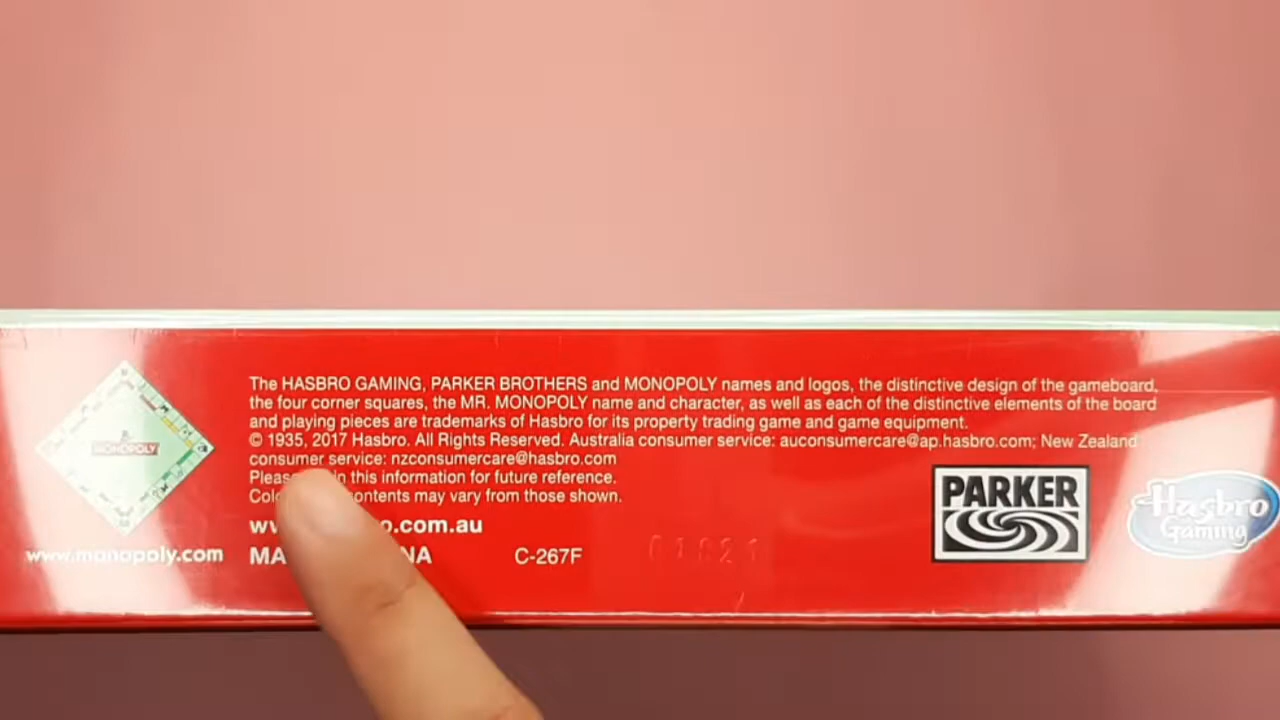 The HASBRO GAMING, PARKER BROTHERS and MONOPOLY names and logos, the distinctive design of the gameboard,
the four corner squares, the MR. MONOPOLY name and character, as well as each of the distinctive elements of the board
and playing pieces are trademarks of Hasbro for its property trading game and game equipment.
© 1935, 2017 Hasbro. All Rights Reserved. Australia consumer service: auconsumercare@ap.hasbro.com; New Zealand
consumer service: nzconsumercare@hasbro.com
this information for future reference.
contents may vary from those shown.
.com.au
MONOPOLY
www.monopoly.com
C-267F
PARKER
Hasbro
Gaming